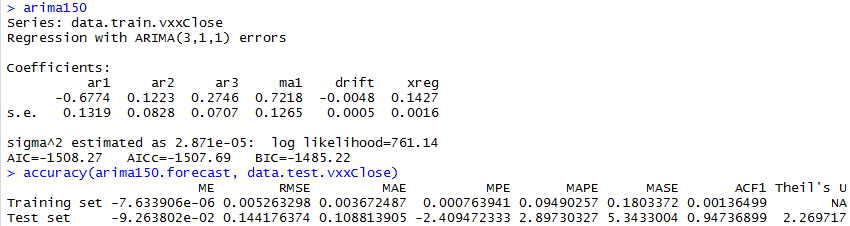 > arima150
Series: data.train.vxxClose
Regression with ARIMA(3,1,1) errors
Coefficients:
ar1 ar2 ar3 ma1 drift xreg
-0.6774 0.1223 0.2746 0.7218 -0.0048 0.1427
s.e. 0.1319 0.0828 0.0707 0.1265 0.0005 0.0016
sigma^2 estimated as 2.871e-05: log likelihood=761.14
AIC=-1508.27 AICc=-1507.69 BIC=-1485.22
> accuracy(arima150.forecast, data.test.vxxClose)
ME RMSE MAE MPE MAPE MASE ACF1 Theil's U
Training set -7.633906e-06 0.005263298 0.003672487 0.000763941 0.09490257 0.1803372 0.00136499 NA
Test set -9.263802e-02 0.144176374 0.108813905 -2.409472333 2.89730327 5.3433004 0.94736899 2.269717